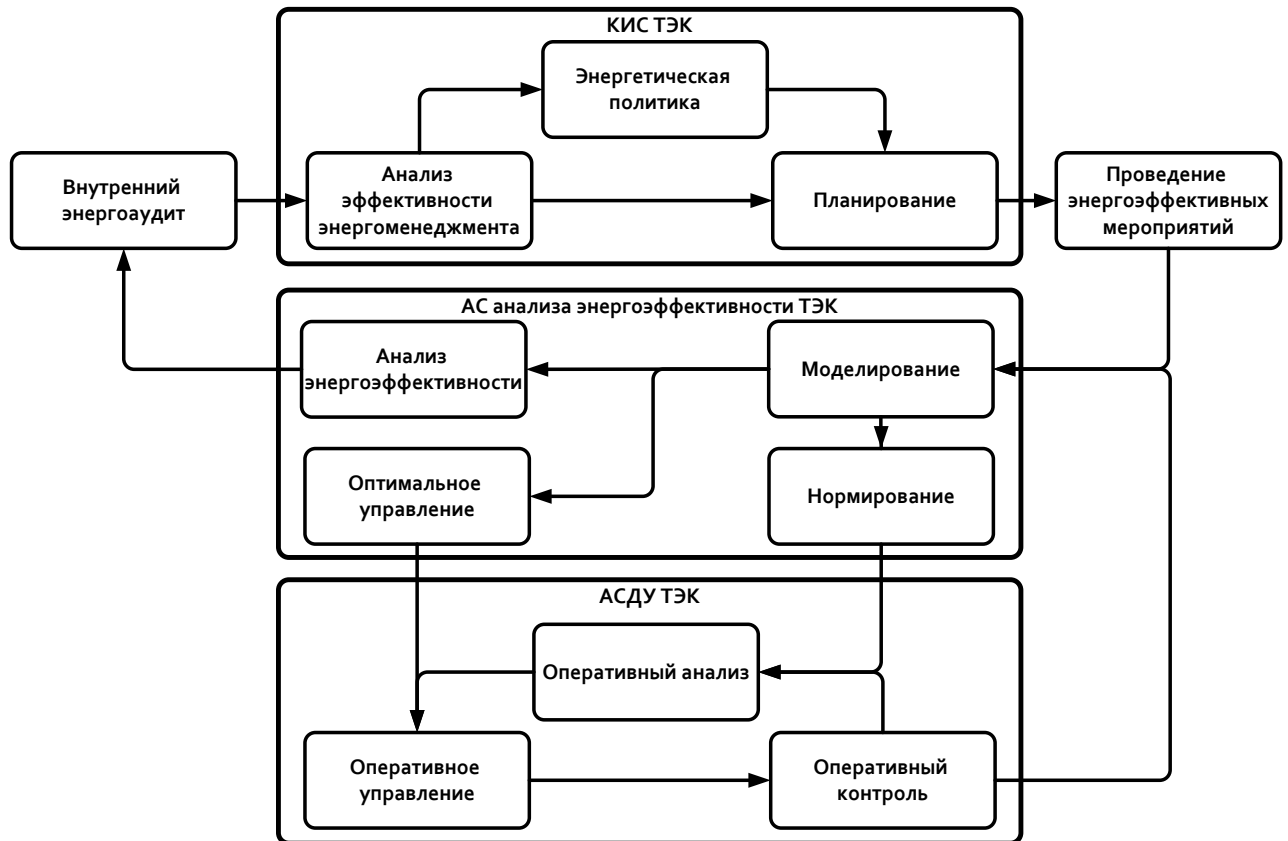 КИС ТЭК
Энергетическая
политика
Внутренний
энергоаудит
Анализ
эффективности
энергоменеджмента
Планирование
Проведение
энергоэффективных
мероприятий
АС анализа энергоэффективности ТЭК
Анализ
энергоэффективности
Моделирование
Оптимальное
управление
Нормирование
АСДУ ТЭК
Оперативный анализ
Оперативное
управление
Оперативный
контроль